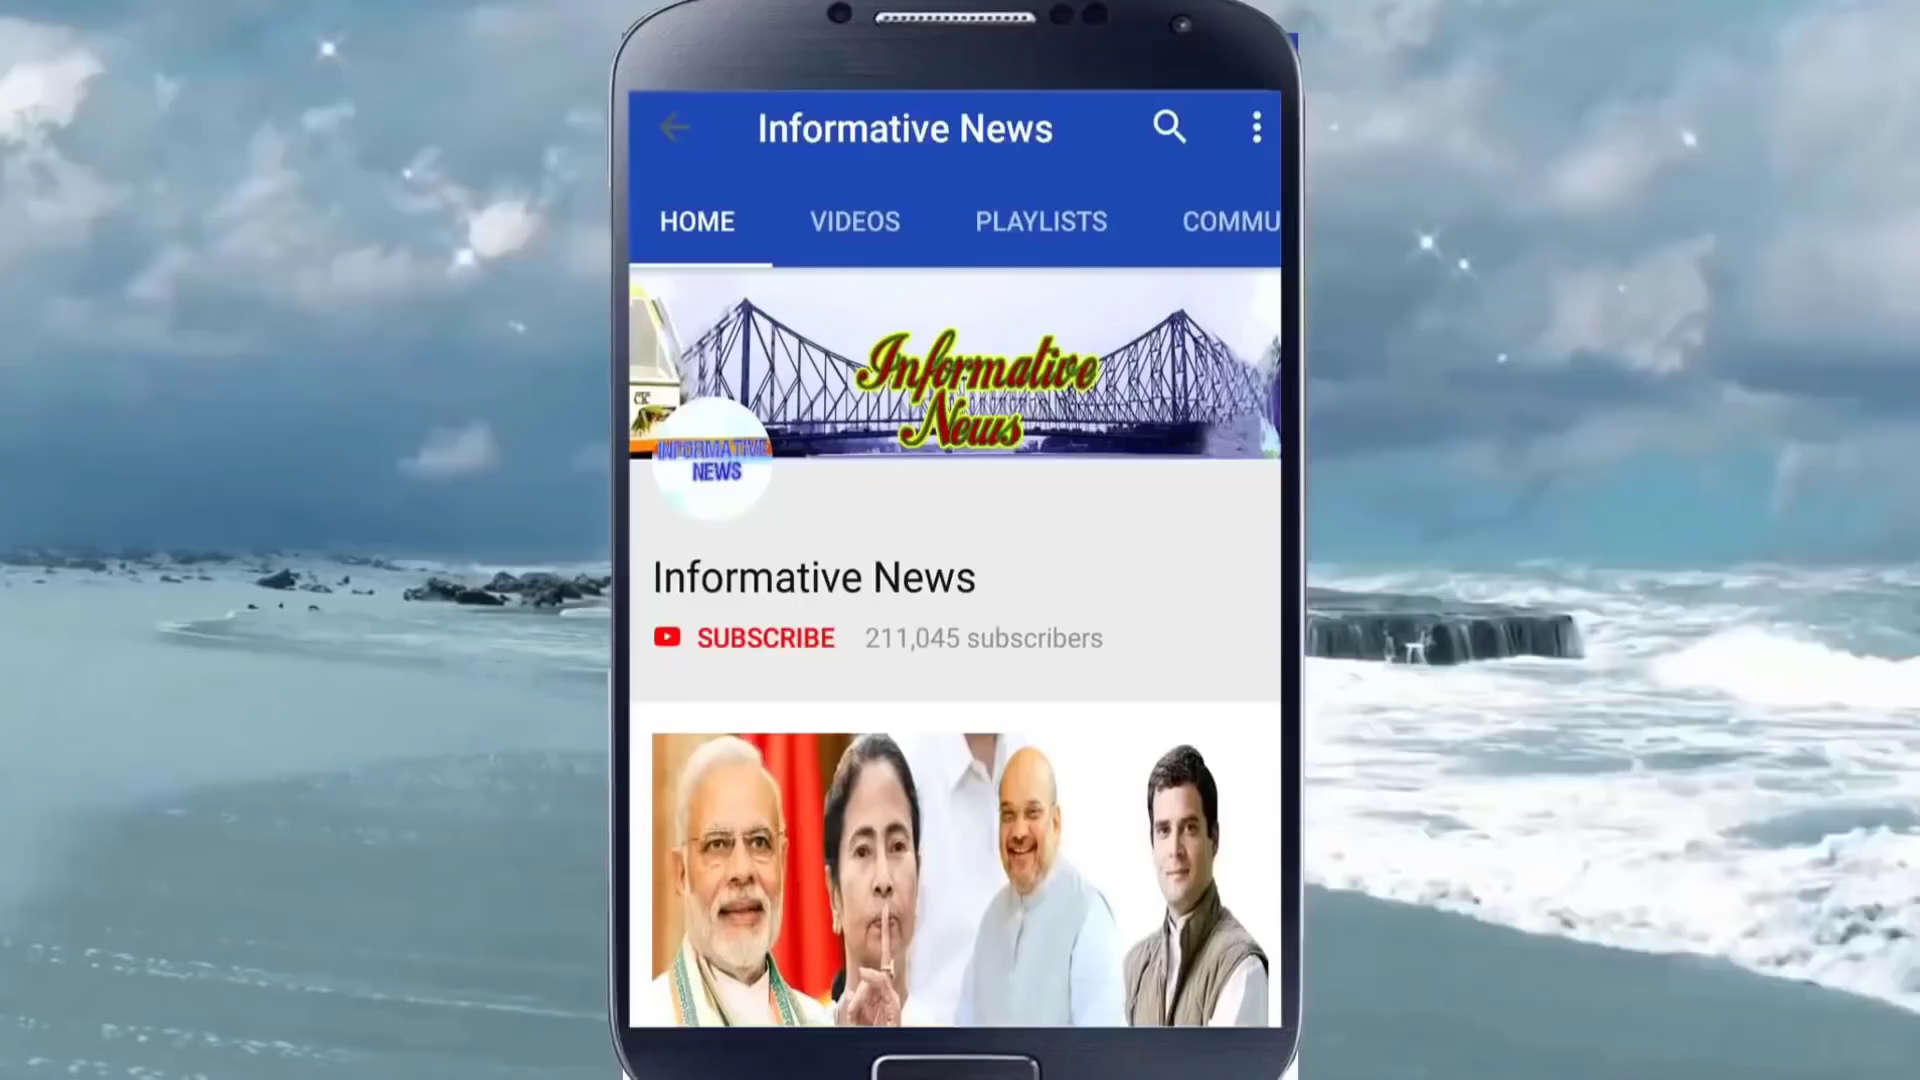 Informative News
HOME VIDEOS PLAYLISTS COMMU
Informative
News
INFORMATIVE
NEWS
Informative News
SUBSCRIBE 211,045 subscribers